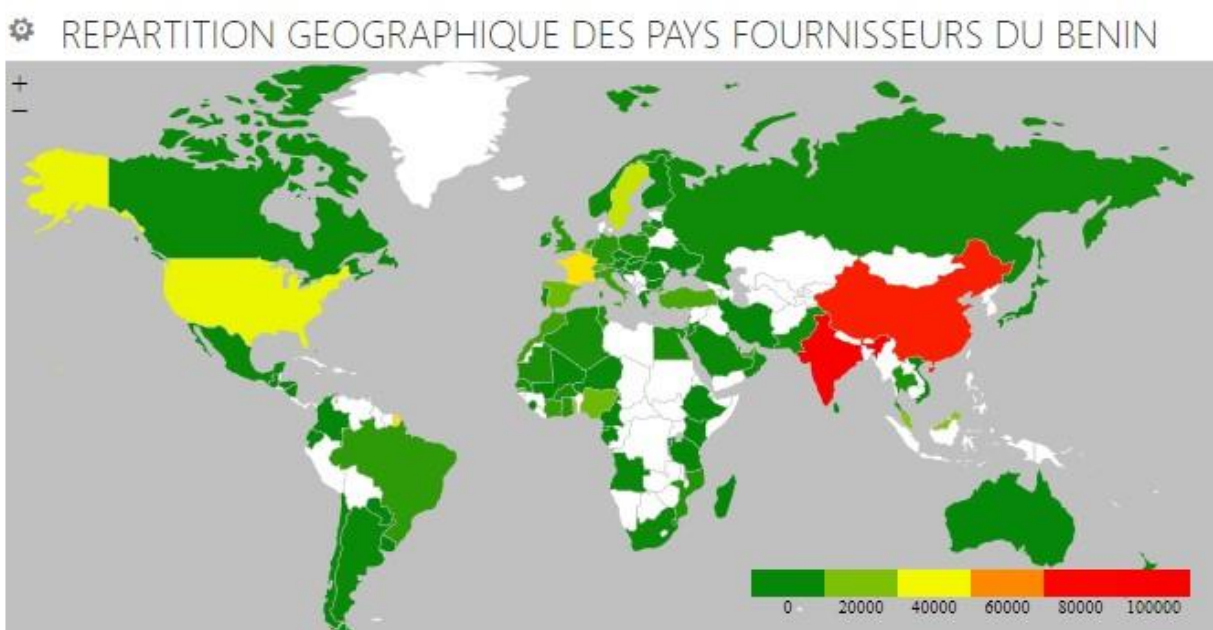 REPARTITION GEOGRAPHIQUE DES PAYS FOURNISSEURS DU BENIN
+
−
0 20000 40000 60000 80000 100000